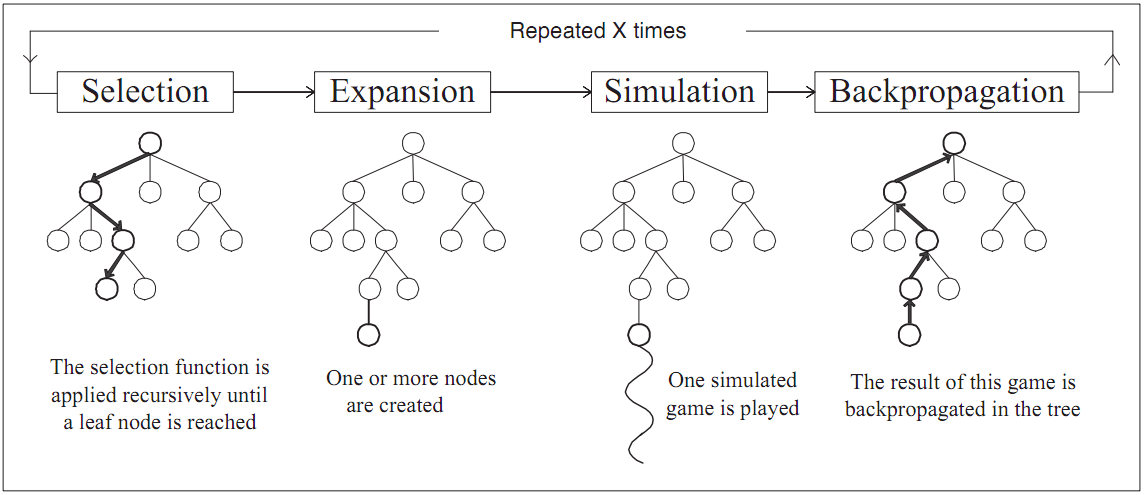 Repeated X times
Selection
Expansion
Simulation
Backpropagation
The selection function is
applied recursively until
a leaf node is reached
One or more nodes
are created
One simulated
game is played
The result of this game is
backpropagated in the tree